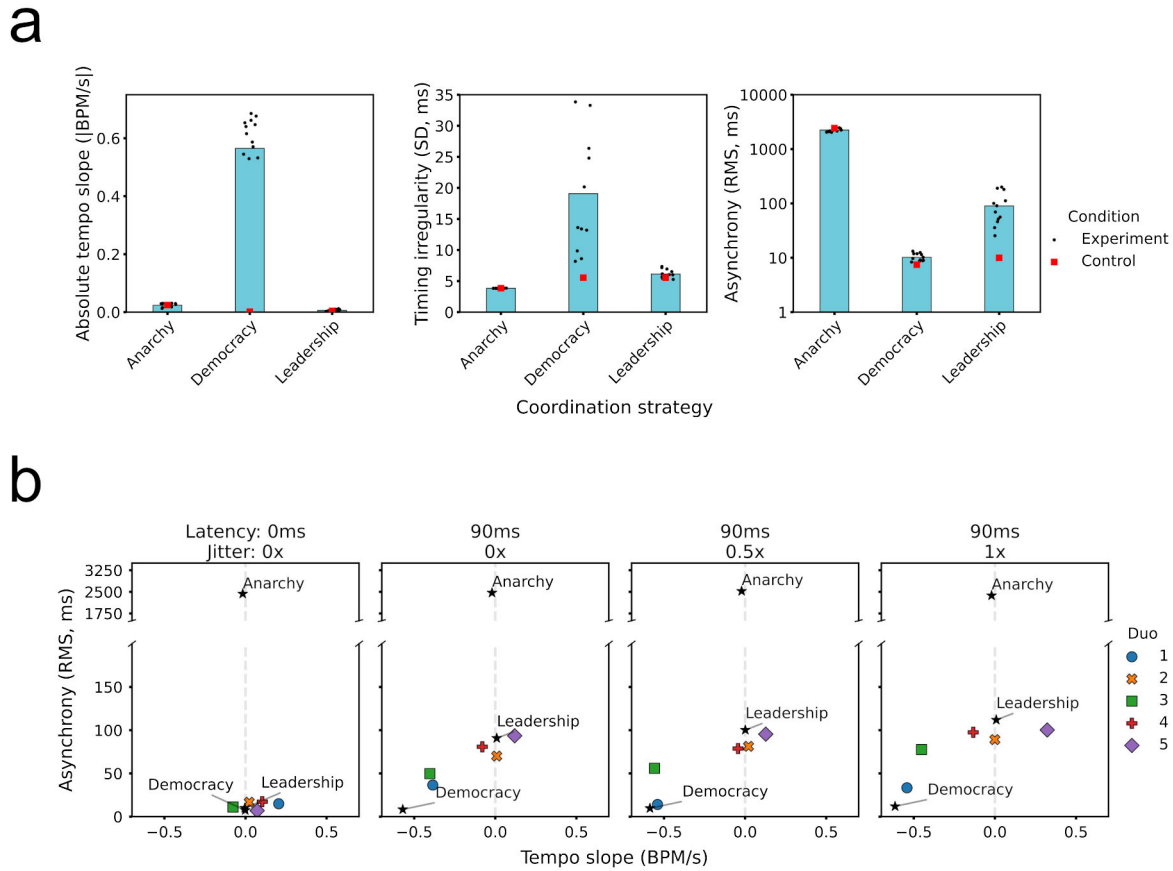 a
Absolute tempo slope (|BPM/s|)
0.6
0.4
0.2
0.0
Anarchy
Democracy
Leadership
Timing irregularity (SD, ms)
35
30
25
20
15
10
5
0
Anarchy
Democracy
Leadership
Asynchrony (RMS, ms)
10000
1000
100
10
1
Anarchy
Democracy
Leadership
Condition
Experiment
Control
Coordination strategy
b
Latency: 0ms
Jitter: 0x
90ms
0x
90ms
0.5x
90ms
1x
Asynchrony (RMS, ms)
3250
2500
1750
150
100
50
0
Anarchy
Democracy
Leadership
−0.5 0.0 0.5
Anarchy
Leadership
Democracy
−0.5 0.0 0.5
Anarchy
Leadership
Democracy
−0.5 0.0 0.5
Anarchy
Leadership
Democracy
−0.5 0.0 0.5
Duo
1
2
3
4
5
Tempo slope (BPM/s)